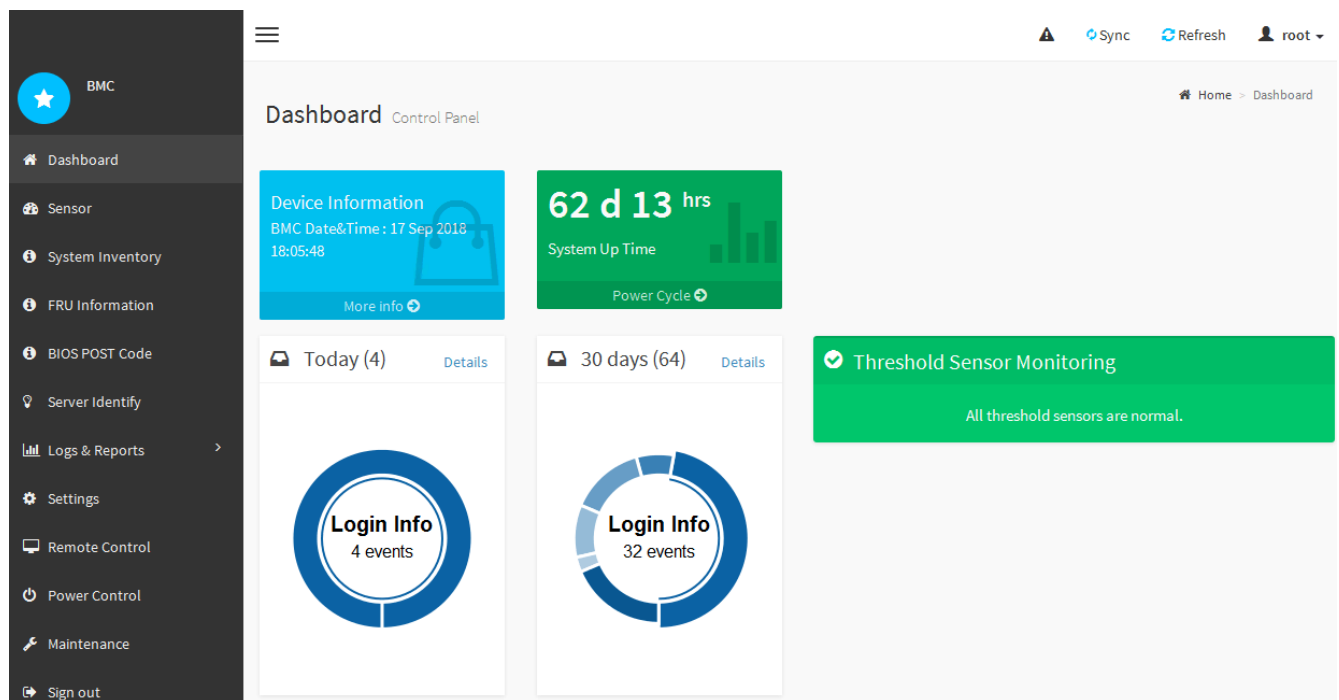 Sync
Refresh
root
BMC
Home > Dashboard
Dashboard Control Panel
Dashboard
Sensor
System Inventory
FRU Information
BIOS POST Code
Server Identify
Logs & Reports
Settings
Remote Control
Power Control
Maintenance
Sign out
Device Information
BMC Date&Time : 17 Sep 2018
18:05:48
More info
62 d 13 hrs
System Up Time
Power Cycle
Today (4) Details
Login Info
4 events
30 days (64) Details
Login Info
32 events
Threshold Sensor Monitoring
All threshold sensors are normal.